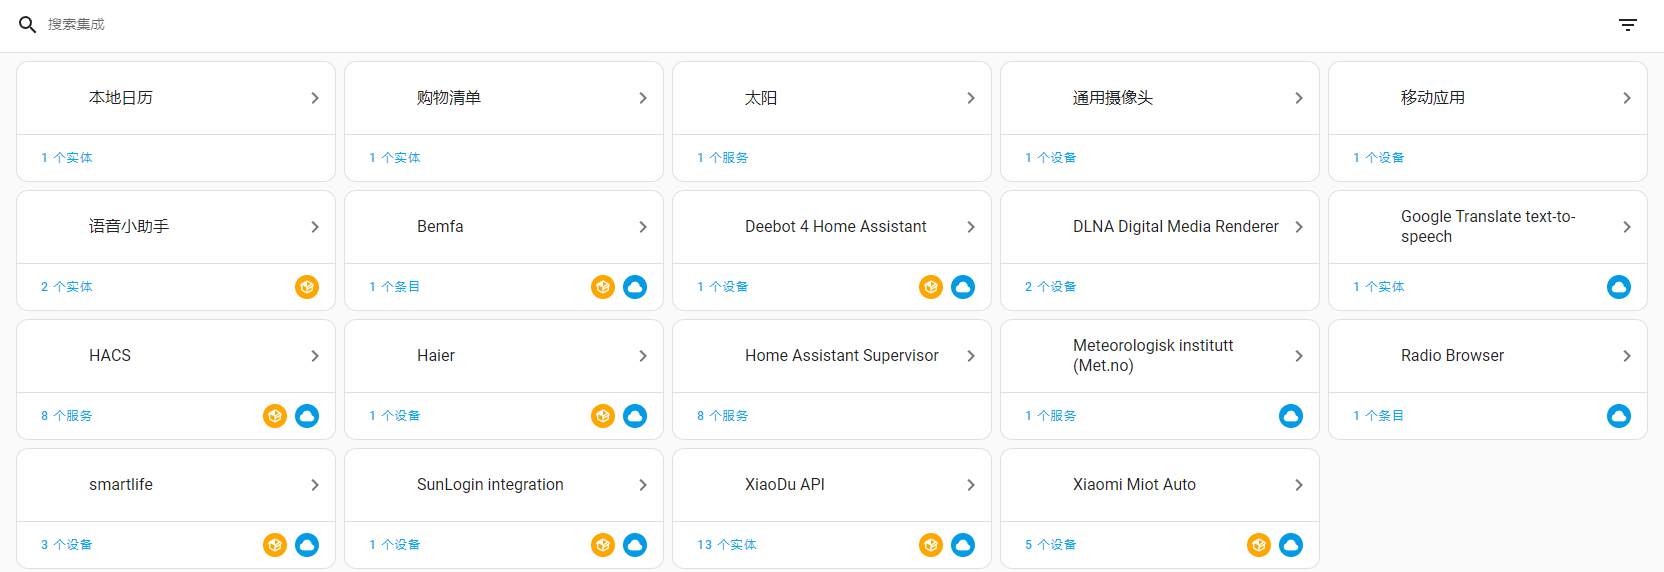 搜索集成
本地日历
1 个实体
购物清单
1 个实体
太阳
1 个服务
通用摄像头
1 个设备
移动应用
1 个设备
语音小助手
2 个实体
Bemfa
1 个条目
Deebot 4 Home Assistant
1 个设备
DLNA Digital Media Renderer
2 个设备
Google Translate text-to-
speech
1 个实体
HACS
8 个服务
Haier
1 个设备
Home Assistant Supervisor
8 个服务
Meteorologisk institutt
(Met.no)
1 个服务
Radio Browser
1 个条目
smartlife
3 个设备
SunLogin integration
1 个设备
XiaoDu API
13 个实体
Xiaomi Miot Auto
5 个设备